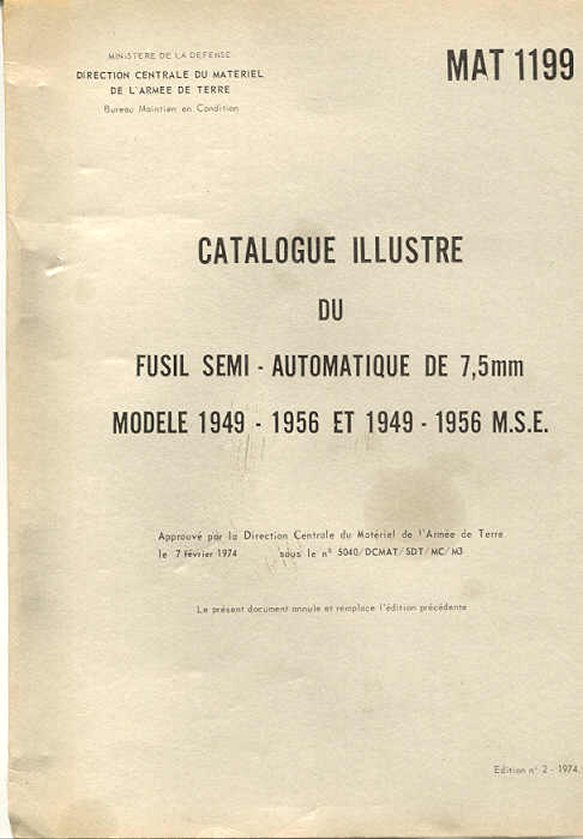 MINISTERE DE LA DEFENSE
DIRECTION CENTRALE DU MATERIEL
DE L'ARMEE DE TERRE
Bureau Maintien en Condition
MAT 1199
CATALOGUE ILLUSTRE
DU
FUSIL SEMI - AUTOMATIQUE DE 7,5mm
MODELE 1949 - 1956 ET 1949 - 1956 M.S.E.
Approuvé par la Direction Centrale du Matériel de l'Armée de Terre
le 7 février 1974 sous le n° 5040/DCMAT/SDT/MC/M3
Le présent document annule et remplace l'édition précédente
Edition n° 2 - 1974.